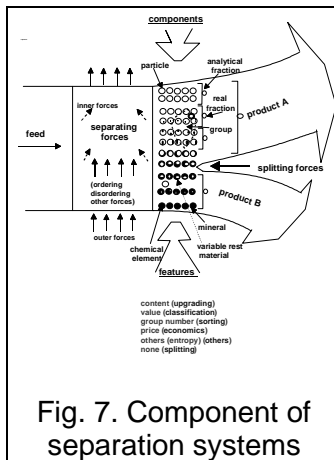 components
particle
analytical
fraction
real
fraction
product A
inner forces
separating
forces
group
feed
splitting forces
(ordering
disordering
other forces)
product B
outer forces
mineral
chemical
element
variable rest
material
features
content (upgrading)
value (classification)
group number (sorting)
price (economics)
others (entropy) (others)
none (splitting)
Fig. 7. Component of
separation systems